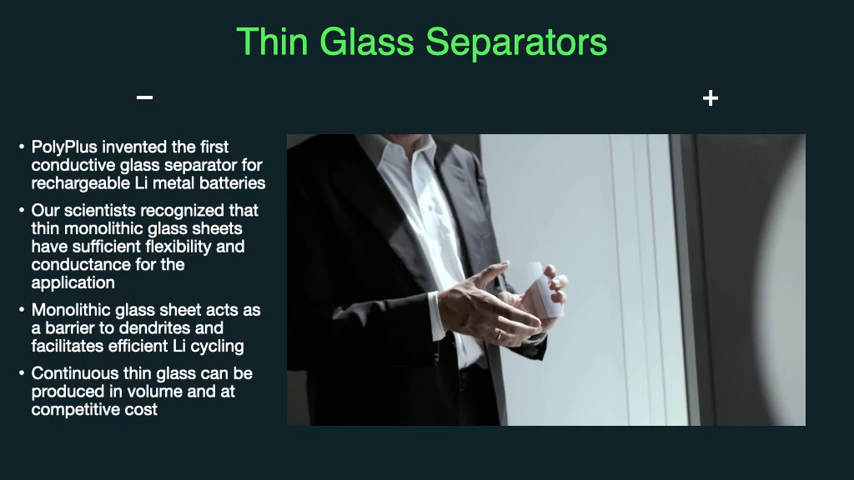 Thin Glass Separators
− +
• PolyPlus invented the first
conductive glass separator for
rechargeable Li metal batteries
• Our scientists recognized that
thin monolithic glass sheets
have sufficient flexibility and
conductance for the
application
• Monolithic glass sheet acts as
a barrier to dendrites and
facilitates efficient Li cycling
• Continuous thin glass can be
produced in volume and at
competitive cost